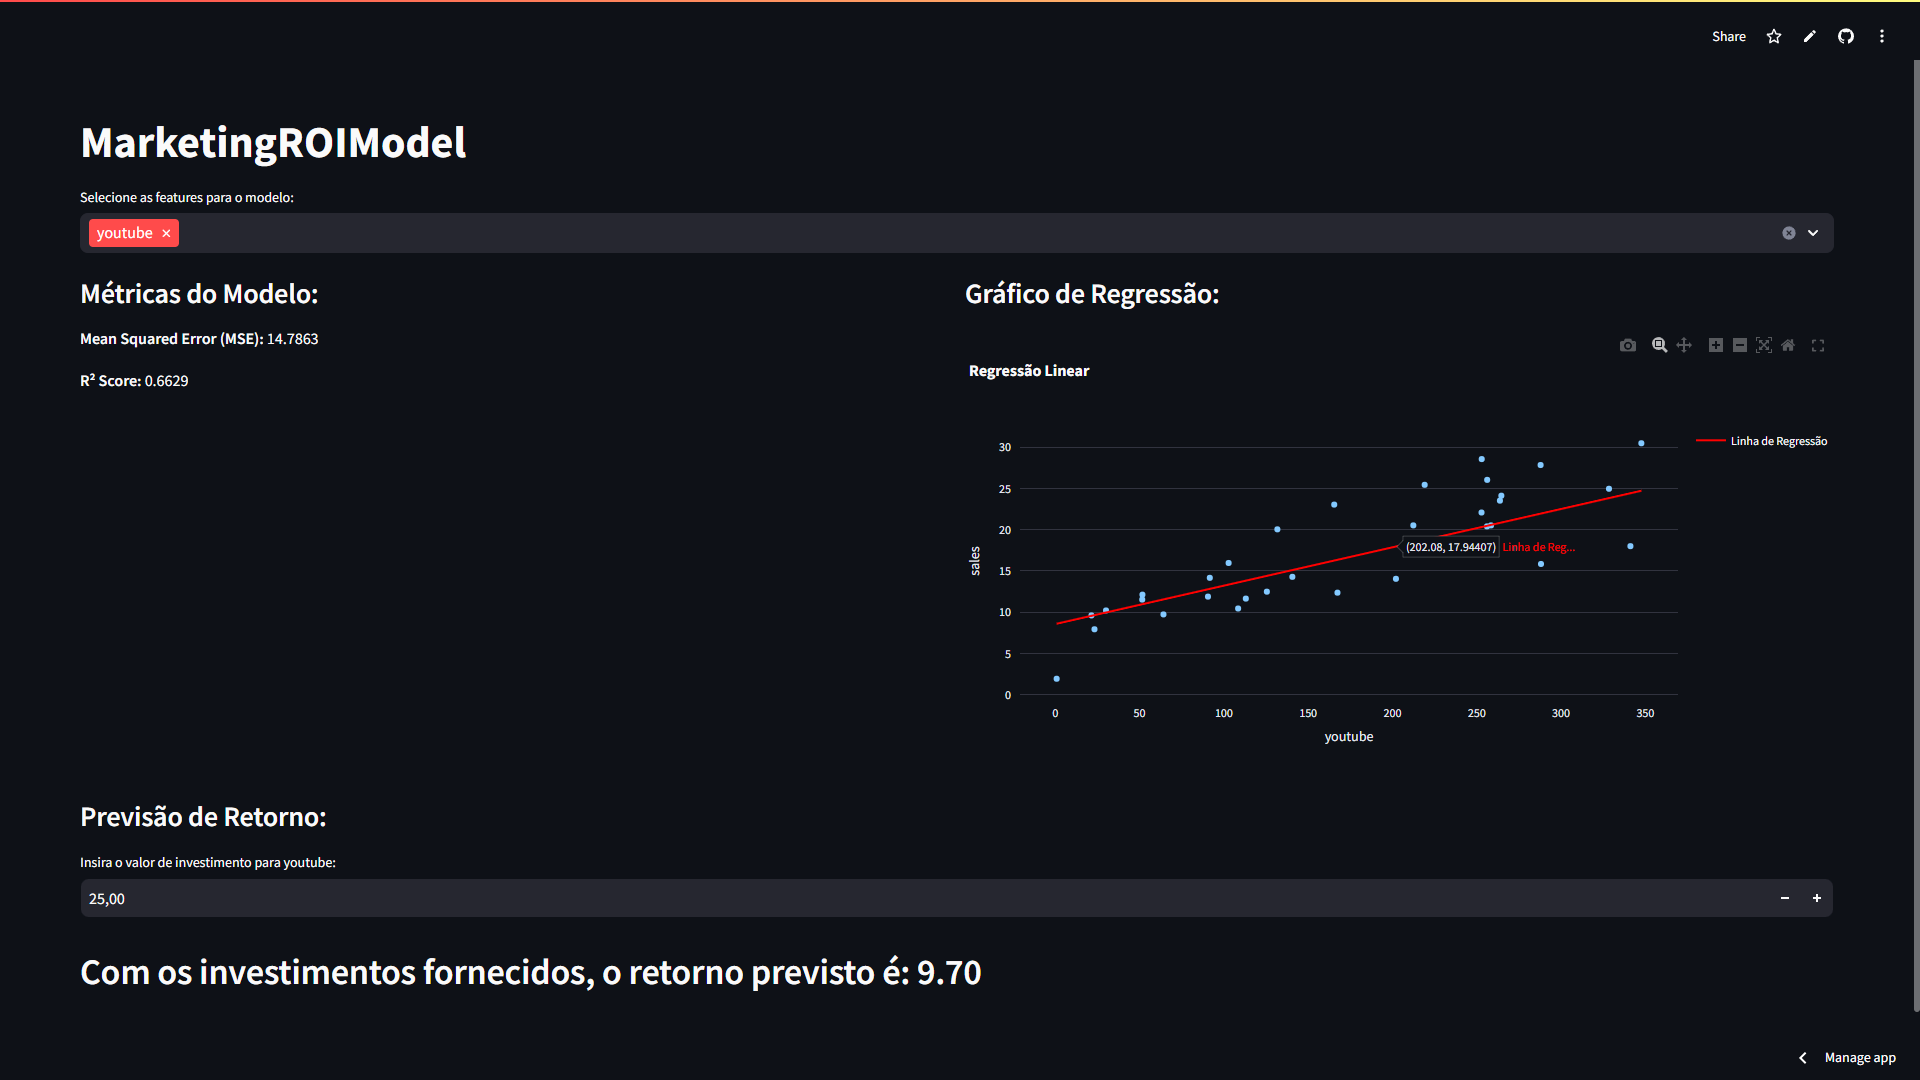 Share
MarketingROIModel
Selecione as features para o modelo:
youtube
Métricas do Modelo:
Mean Squared Error (MSE): 14.7863
R² Score: 0.6629
Gráfico de Regressão:
Regressão Linear
Linha de Regressão
30
25
20
15
10
5
0
sales
(202.08, 17.94407) Linha de Reg...
0 50 100 150 200 250 300 350
youtube
Previsão de Retorno:
Insira o valor de investimento para youtube:
25,00
Com os investimentos fornecidos, o retorno previsto é: 9.70
Manage app